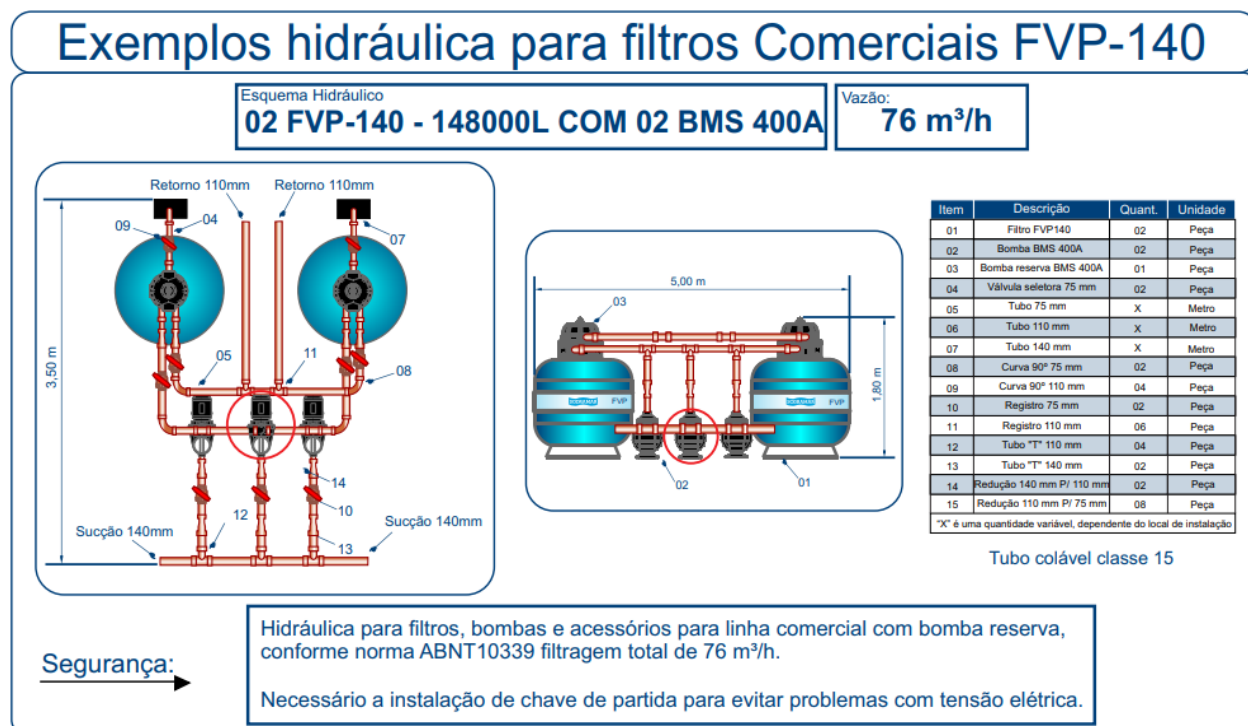 Exemplos hidráulica para filtros Comerciais FVP-140
Esquema Hidráulico
02 FVP-140 - 148000L COM 02 BMS 400A
Vazão:
76 m³/h
Retorno 110mm
Retorno 110mm
04
09
07
3,50 m
05
11
08
14
10
12
13
Sucção 140mm
Sucção 140mm
5,00 m
03
1,80 m
FVP
FVP
02
01
Item Descrição Quant. Unidade
01 Filtro FVP140 02 Peça
02 Bomba BMS 400A 02 Peça
03 Bomba reserva BMS 400A 01 Peça
04 Válvula seletora 75 mm 02 Peça
05 Tubo 75 mm X Metro
06 Tubo 110 mm X Metro
07 Tubo 140 mm X Metro
08 Curva 90º 75 mm 02 Peça
09 Curva 90º 110 mm 04 Peça
10 Registro 75 mm 02 Peça
11 Registro 110 mm 06 Peça
12 Tubo "T" 110 mm 04 Peça
13 Tubo "T" 140 mm 02 Peça
14 Redução 140 mm P/ 110 mm 02 Peça
15 Redução 110 mm P/ 75 mm 08 Peça
"X" é uma quantidade variável, dependente do local de instalação
Tubo colável classe 15
Segurança:
Hidráulica para filtros, bombas e acessórios para linha comercial com bomba reserva,
conforme norma ABNT10339 filtragem total de 76 m³/h.
Necessário a instalação de chave de partida para evitar problemas com tensão elétrica.